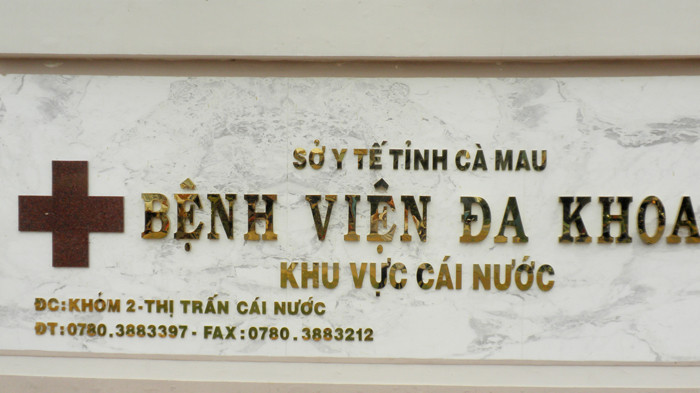 SỞ Y TẾ TỈNH CÀ MAU
BỆNH VIỆN ĐA KHOA
KHU VỰC CÁI NƯỚC
ĐC:KHÓM 2-THỊ TRẤN CÁI NƯỚC
ĐT:0780.3883397-FAX:0780.3883212